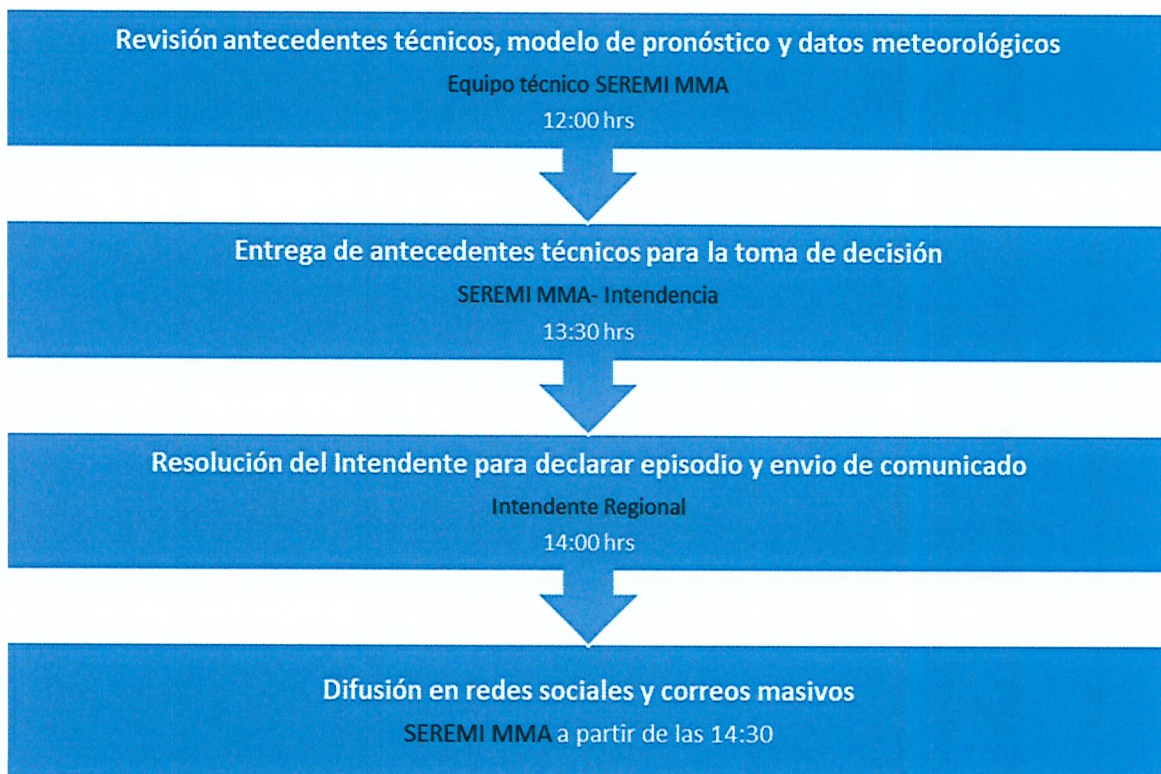 Revisión antecedentes técnicos, modelo de pronóstico y datos meteorológicos
Equipo técnico SEREMI MMA
12:00 hrs
Entrega de antecedentes técnicos para la toma de decisión
SEREMI MMA- Intendencia
13:30 hrs
Resolución del Intendente para declarar episodio y envio de comunicado
Intendente Regional
14:00 hrs
Difusión en redes sociales y correos masivos
SEREMI MMA a partir de las 14:30